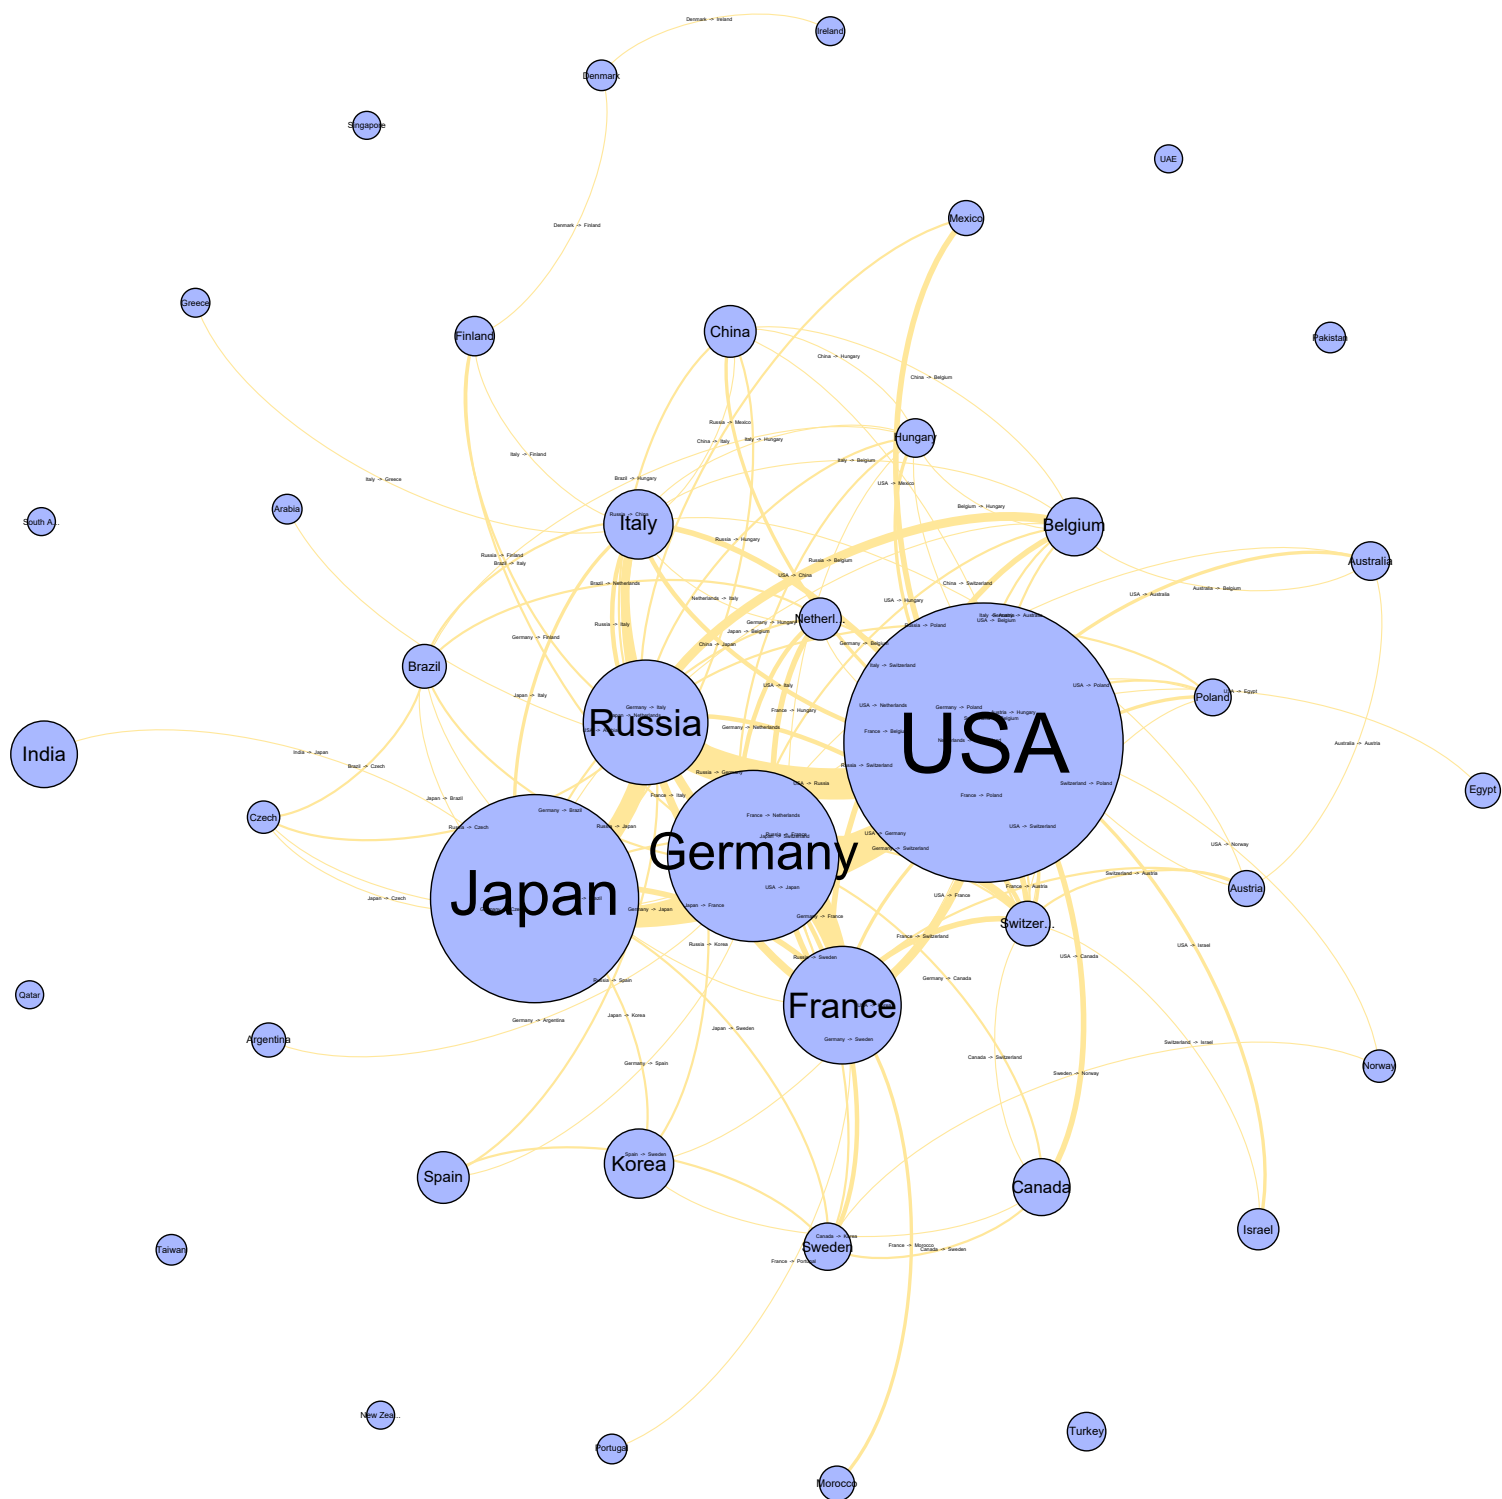 Denmark -> Ireland
Ireland
Denmark
Singapore
UAE
Mexico
Denmark -> Finland
Greece
Finland
China
Pakistan
China -> Hungary
China -> Belgium
Russia -> Mexico
Hungary
China -> Italy
Italy -> Hungary
Italy -> Finland
Italy -> Belgium
Italy -> Greece
Brazil -> Hungary
USA -> Mexico
Belgium -> Hungary
Arabia
Russia -> China
South A...
Italy
Belgium
Russia -> Hungary
Russia -> Finland
Brazil -> Italy
Russia -> Belgium
Australia
USA -> China
Brazil -> Netherlands
China -> Switzerland
Australia -> Belgium
USA -> Australia
Netherlands -> Italy
USA -> Hungary
USA -> Belgium
Netherl...
Russia -> Italy
Germany -> Hungary
Russia -> Poland
Japan -> Belgium
Germany -> Finland
China -> Japan
Germany -> Belgium
Brazil
Italy -> Switzerland
USA -> Italy
USA -> Poland
USA -> Egypt
Japan -> Italy
Poland
Germany -> Italy
USA -> Netherlands
Germany -> Poland
France -> Hungary
Austria -> Hungary
Japan -> Netherlands
Russia
Germany -> Netherlands
France -> Belgium
USA
India
India -> Japan
Australia -> Austria
Brazil -> Czech
Russia -> Switzerland
Russia -> Germany
USA -> Russia
Switzerland -> Poland
Egypt
Japan -> Brazil
France -> Italy
France -> Poland
Germany -> Brazil
Czech
France -> Netherlands
Russia -> Czech
Russia -> Japan
USA -> Switzerland
Russia -> France
Japan -> Switzerland
USA -> Germany
USA -> Norway
Germany
Germany -> Switzerland
Switzerland -> Austria
Japan
USA -> Japan
France -> Austria
Austria
USA -> France
Japan -> Czech
Japan -> France
Germany -> Japan
Germany -> France
Switzer...
France -> Switzerland
Russia -> Korea
USA -> Israel
Russia -> Sweden
USA -> Canada
Russia -> Spain
Germany -> Canada
Qatar
France
Japan -> Korea
Germany -> Argentina
Japan -> Sweden
Argentina
Germany -> Sweden
Switzerland -> Israel
Canada -> Switzerland
Germany -> Spain
Norway
Sweden -> Norway
Spain -> Sweden
Korea
Spain
Canada
Israel
Canada -> Korea
Sweden
France -> Morocco
Canada -> Sweden
Taiwan
France -> Portugal
New Zea...
Turkey
Portugal
Morocco